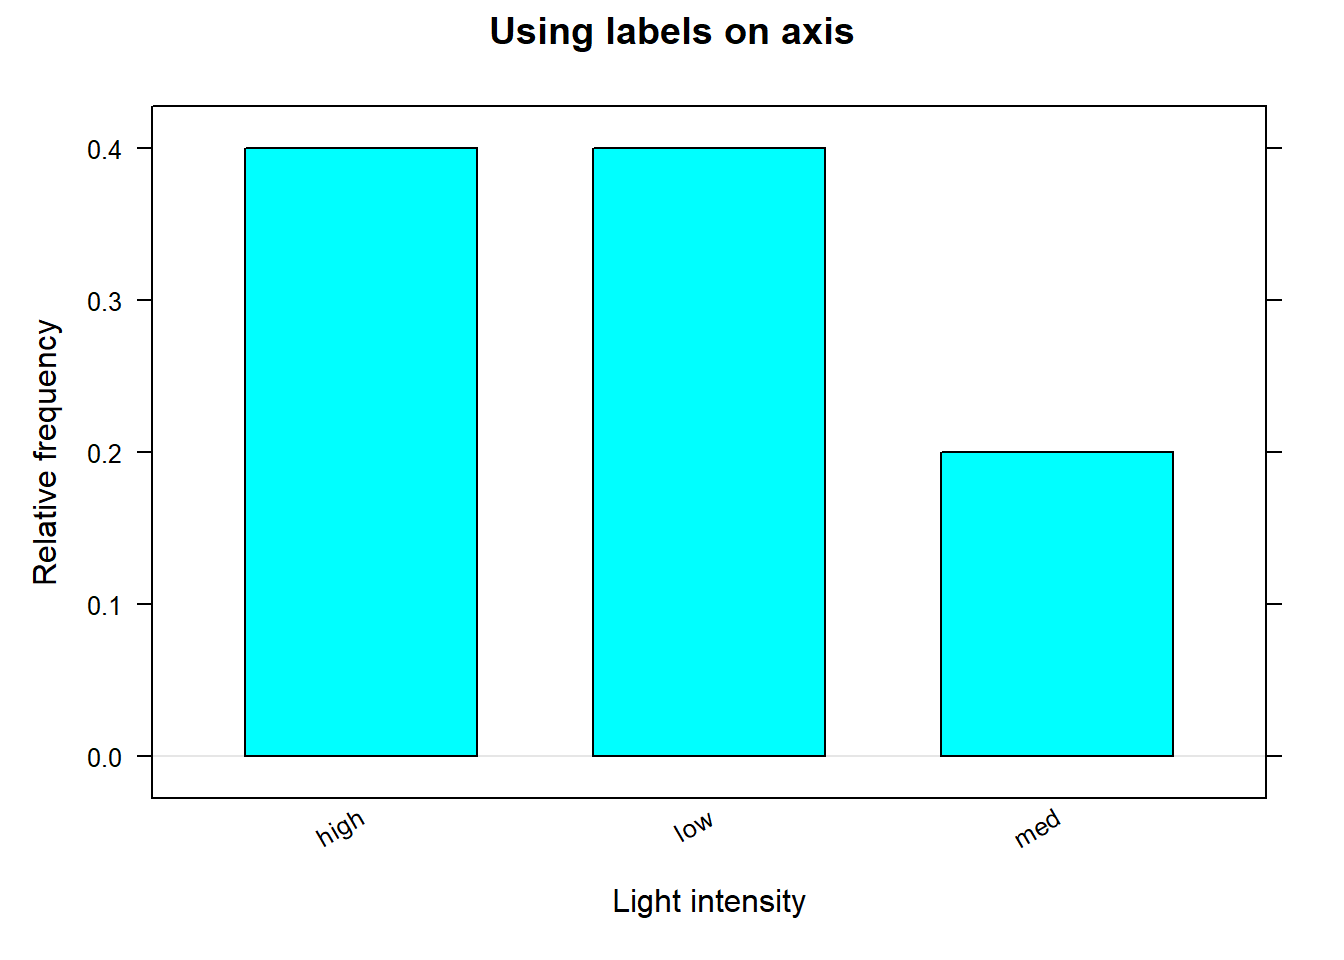 Using labels on axis
0.4
0.3
0.2
0.1
0.0
Relative frequency
high low med
Light intensity